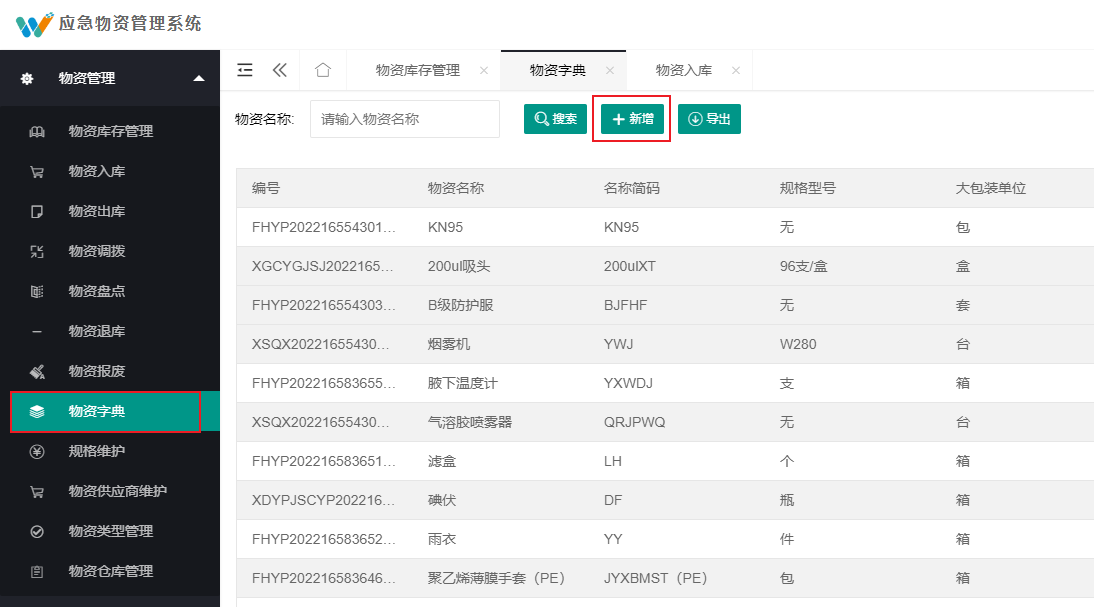 应急物资管理系统
物资管理
物资库存管理
物资入库
物资出库
物资调拨
物资盘点
物资退库
物资报废
物资字典
规格维护
物资供应商维护
物资类型管理
物资仓库管理
物资库存管理 物资字典 物资入库
物资名称: 请输入物资名称 搜索 新增 导出
编号 物资名称 名称简码 规格型号 大包装单位
FHYP202216554301... KN95 KN95 无 包
XGCYGJSJ2022165... 200ul吸头 200ulXT 96支/盒 盒
FHYP202216554303... B级防护服 BJFHF 无 套
XSQX20221655430... 烟雾机 YWJ W280 台
FHYP202216583655... 腋下温度计 YXWDJ 支 箱
XSQX20221655430... 气溶胶喷雾器 QRJPWQ 无 台
FHYP202216583651... 滤盒 LH 个 箱
XDYPJSCYP202216... 碘伏 DF 瓶 箱
FHYP202216583652... 雨衣 YY 件 箱
FHYP202216583646... 聚乙烯薄膜手套（PE） JYXBMST（PE） 包 箱